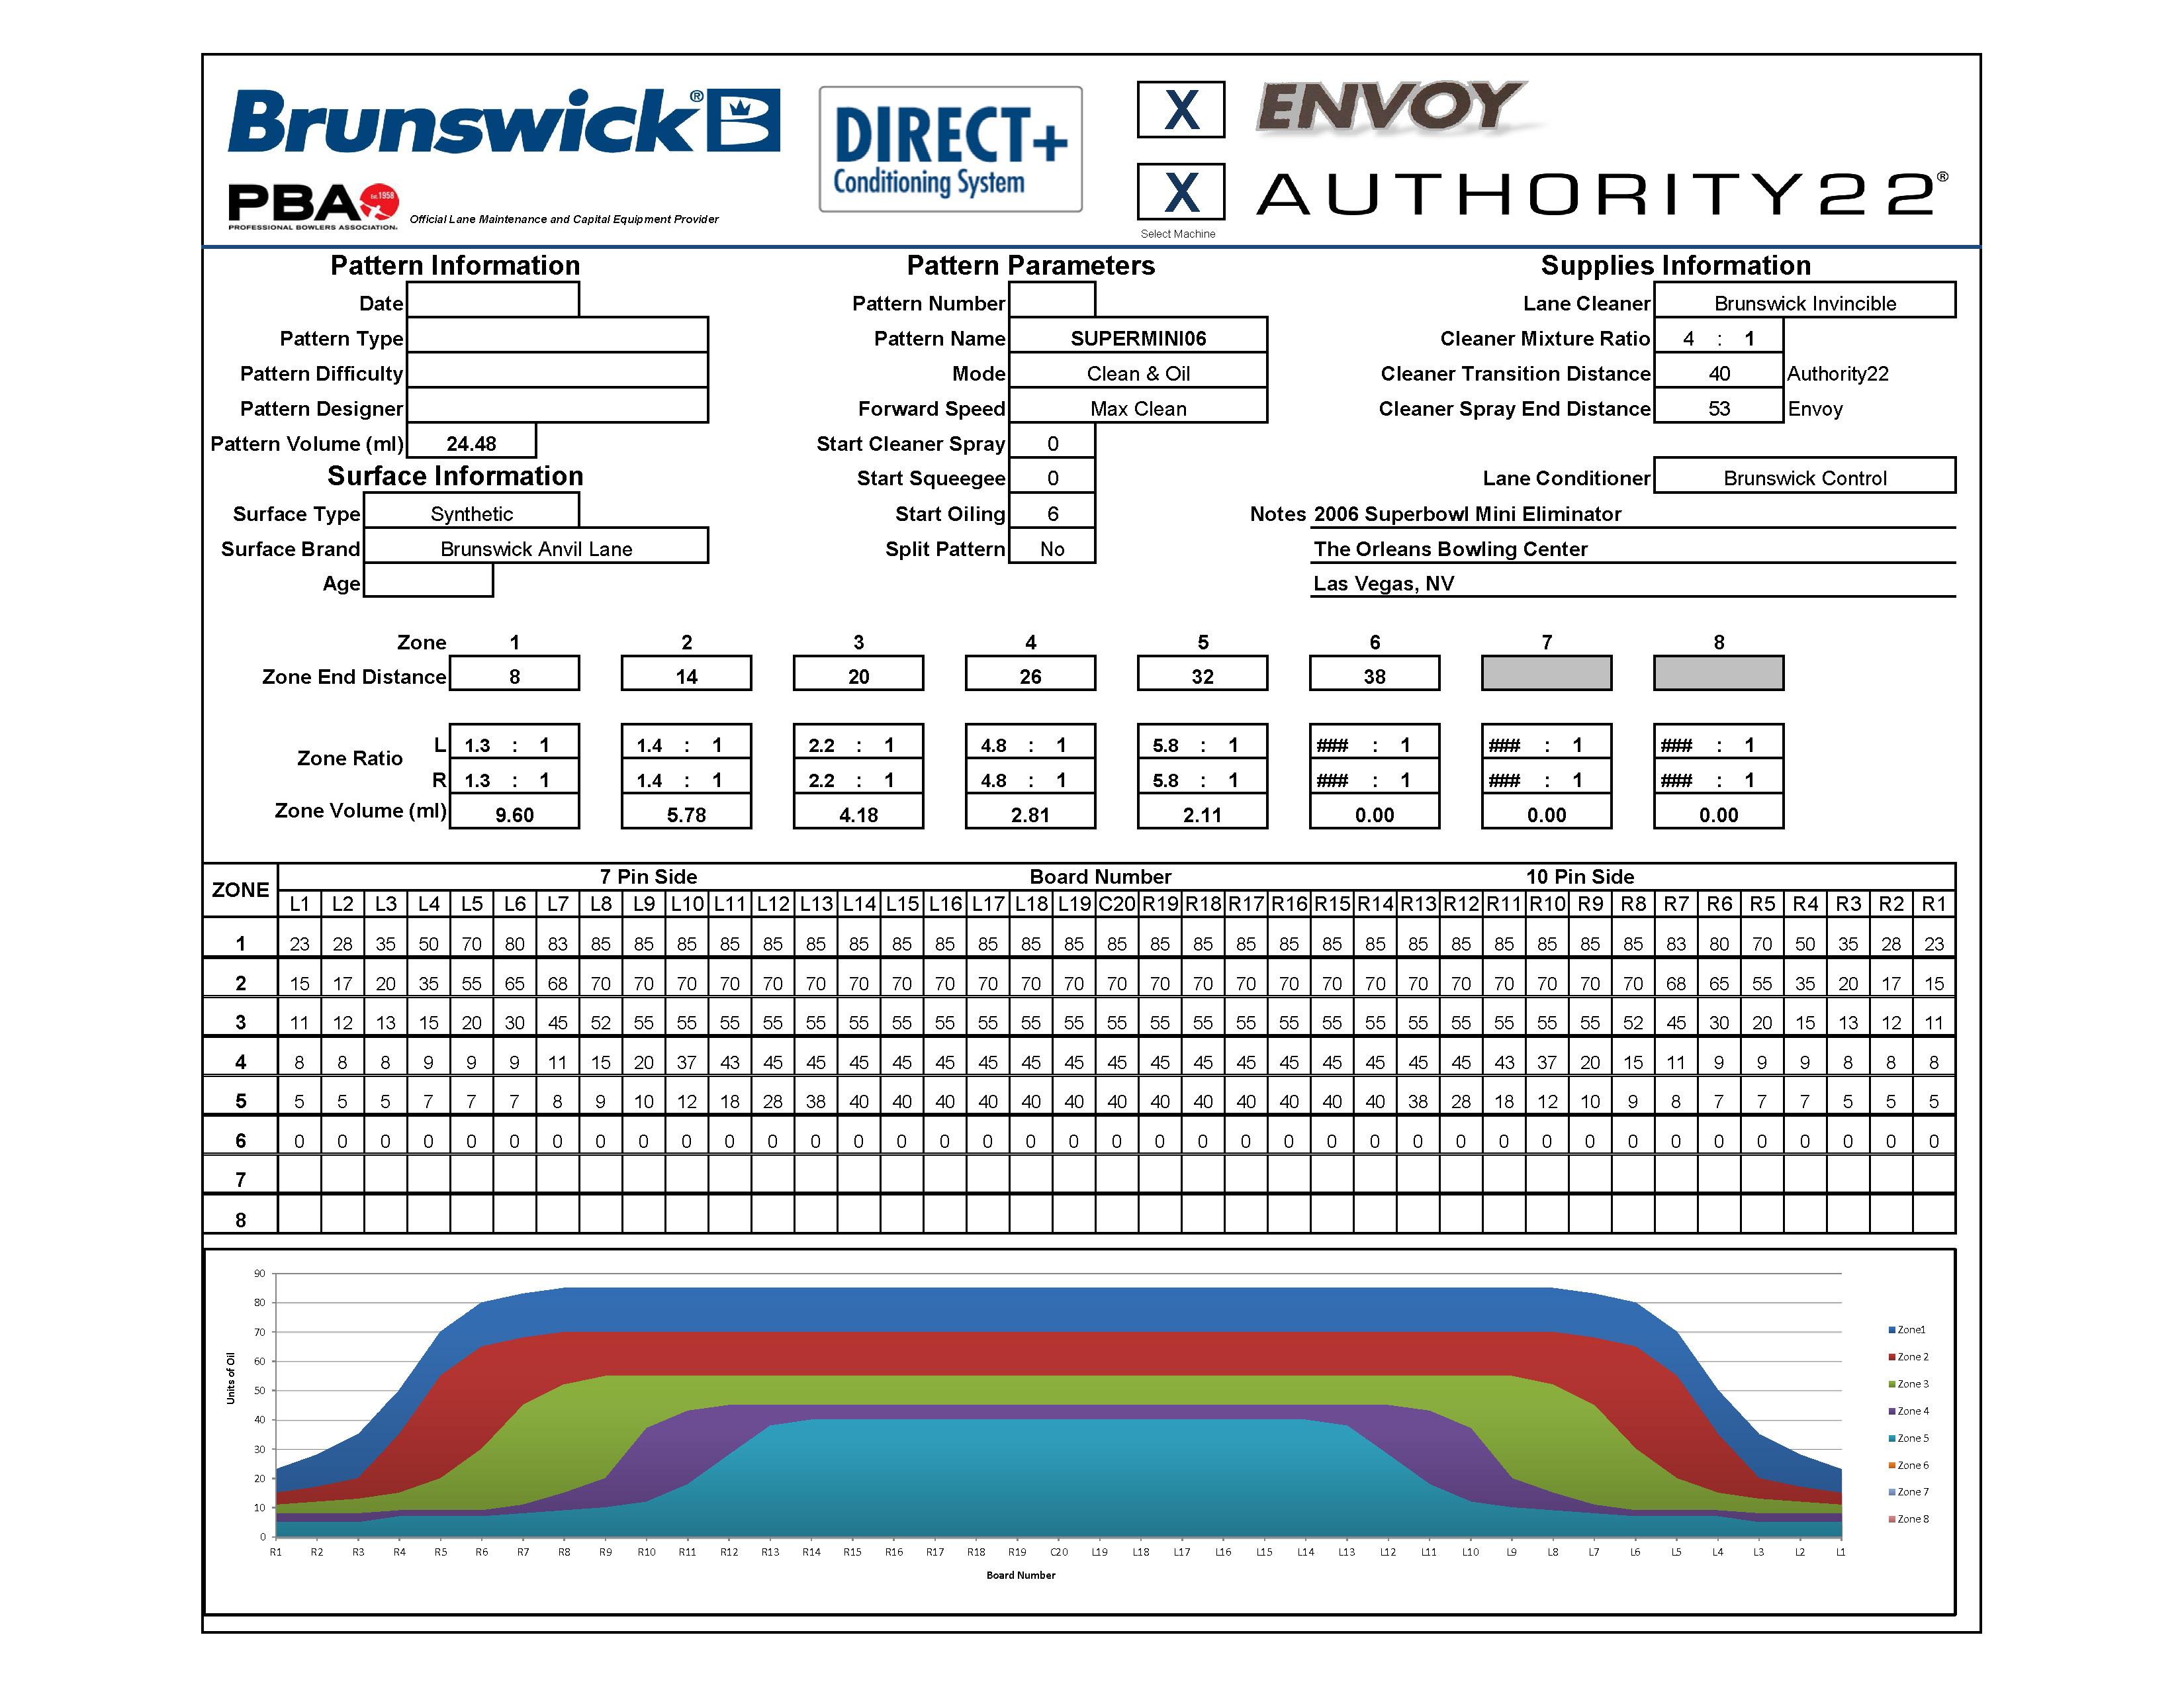 Brunswick® B
DIRECT+
Conditioning System
X ENVOY
X AUTHORITY22®
Select Machine
PBA est.1958
PROFESSIONAL BOWLERS ASSOCIATION.
Official Lane Maintenance and Capital Equipment Provider
Pattern Information
Date
Pattern Type
Pattern Difficulty
Pattern Designer
Pattern Volume (ml) 24.48
Surface Information
Surface Type Synthetic
Surface Brand Brunswick Anvil Lane
Age
Pattern Parameters
Pattern Number
Pattern Name SUPERMINI06
Mode Clean & Oil
Forward Speed Max Clean
Start Cleaner Spray 0
Start Squeegee 0
Start Oiling 6
Split Pattern No
Supplies Information
Lane Cleaner Brunswick Invincible
Cleaner Mixture Ratio 4 : 1
Cleaner Transition Distance 40 Authority22
Cleaner Spray End Distance 53 Envoy
Lane Conditioner Brunswick Control
Notes 2006 Superbowl Mini Eliminator
The Orleans Bowling Center
Las Vegas, NV
Zone 1 2 3 4 5 6 7 8
Zone End Distance 8 14 20 26 32 38
Zone Ratio
L 1.3 : 1 1.4 : 1 2.2 : 1 4.8 : 1 5.8 : 1 ### : 1 ### : 1 ### : 1
R 1.3 : 1 1.4 : 1 2.2 : 1 4.8 : 1 5.8 : 1 ### : 1 ### : 1 ### : 1
Zone Volume (ml) 9.60 5.78 4.18 2.81 2.11 0.00 0.00 0.00
ZONE 7 Pin Side Board Number 10 Pin Side
L1 L2 L3 L4 L5 L6 L7 L8 L9 L10 L11 L12 L13 L14 L15 L16 L17 L18 L19 C20 R19 R18 R17 R16 R15 R14 R13 R12 R11 R10 R9 R8 R7 R6 R5 R4 R3 R2 R1
1 23 28 35 50 70 80 83 85 85 85 85 85 85 85 85 85 85 85 85 85 85 85 85 85 85 85 85 85 85 85 85 85 83 80 70 50 35 28 23
2 15 17 20 35 55 65 68 70 70 70 70 70 70 70 70 70 70 70 70 70 70 70 70 70 70 70 70 70 70 70 70 70 68 65 55 35 20 17 15
3 11 12 13 15 20 30 45 52 55 55 55 55 55 55 55 55 55 55 55 55 55 55 55 55 55 55 55 55 55 55 55 52 45 30 20 15 13 12 11
4 8 8 8 9 9 9 11 15 20 37 43 45 45 45 45 45 45 45 45 45 45 45 45 45 45 45 45 45 43 37 20 15 11 9 9 9 8 8 8
5 5 5 5 7 7 7 8 9 10 12 18 28 38 40 40 40 40 40 40 40 40 40 40 40 40 40 38 28 18 12 10 9 8 7 7 7 5 5 5
6 0 0 0 0 0 0 0 0 0 0 0 0 0 0 0 0 0 0 0 0 0 0 0 0 0 0 0 0 0 0 0 0 0 0 0 0 0 0 0
7
8
90
80
70
60
50
40
30
20
10
0
Units of Oil
R1 R2 R3 R4 R5 R6 R7 R8 R9 R10 R11 R12 R13 R14 R15 R16 R17 R18 R19 C20 L19 L18 L17 L16 L15 L14 L13 L12 L11 L10 L9 L8 L7 L6 L5 L4 L3 L2 L1
Board Number
Zone1
Zone 2
Zone 3
Zone 4
Zone 5
Zone 6
Zone 7
Zone 8